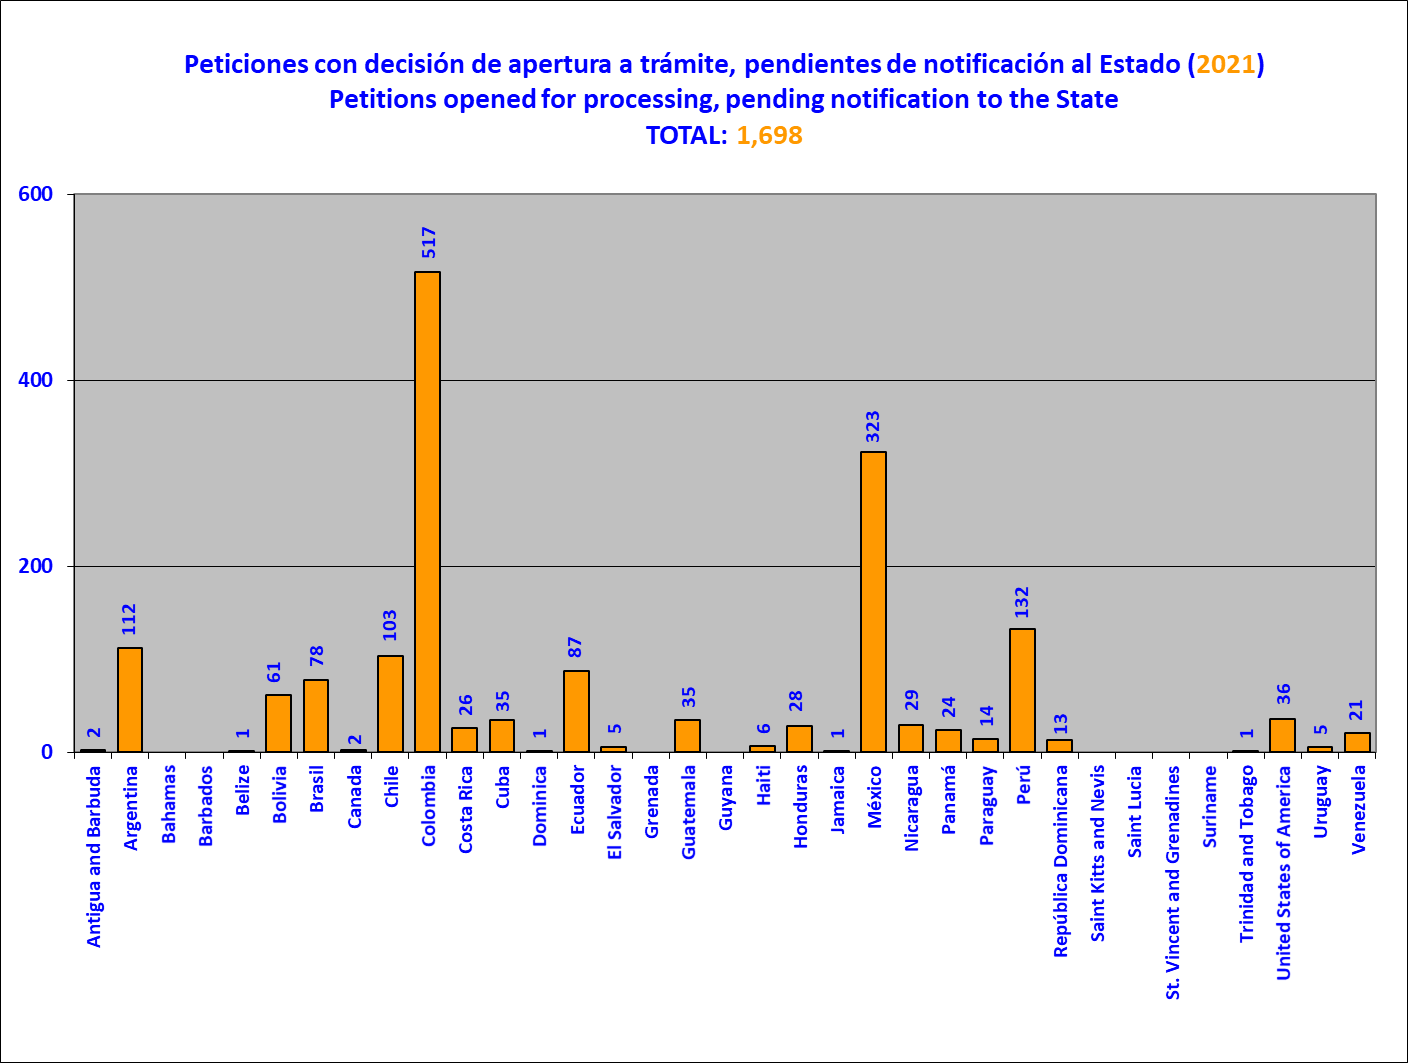 Peticiones con decisión de apertura a trámite, pendientes de notificación al Estado (2021)
Petitions opened for processing, pending notification to the State
TOTAL: 1,698
600
400
200
0
2
112
1
61
78
2
103
517
26
35
1
87
5
35
6
28
1
323
29
24
14
132
13
1
36
5
21
Antigua and Barbuda
Argentina
Bahamas
Barbados
Belize
Bolivia
Brasil
Canada
Chile
Colombia
Costa Rica
Cuba
Dominica
Ecuador
El Salvador
Grenada
Guatemala
Guyana
Haiti
Honduras
Jamaica
México
Nicaragua
Panamá
Paraguay
Perú
República Dominicana
Saint Kitts and Nevis
Saint Lucia
St. Vincent and Grenadines
Suriname
Trinidad and Tobago
United States of America
Uruguay
Venezuela